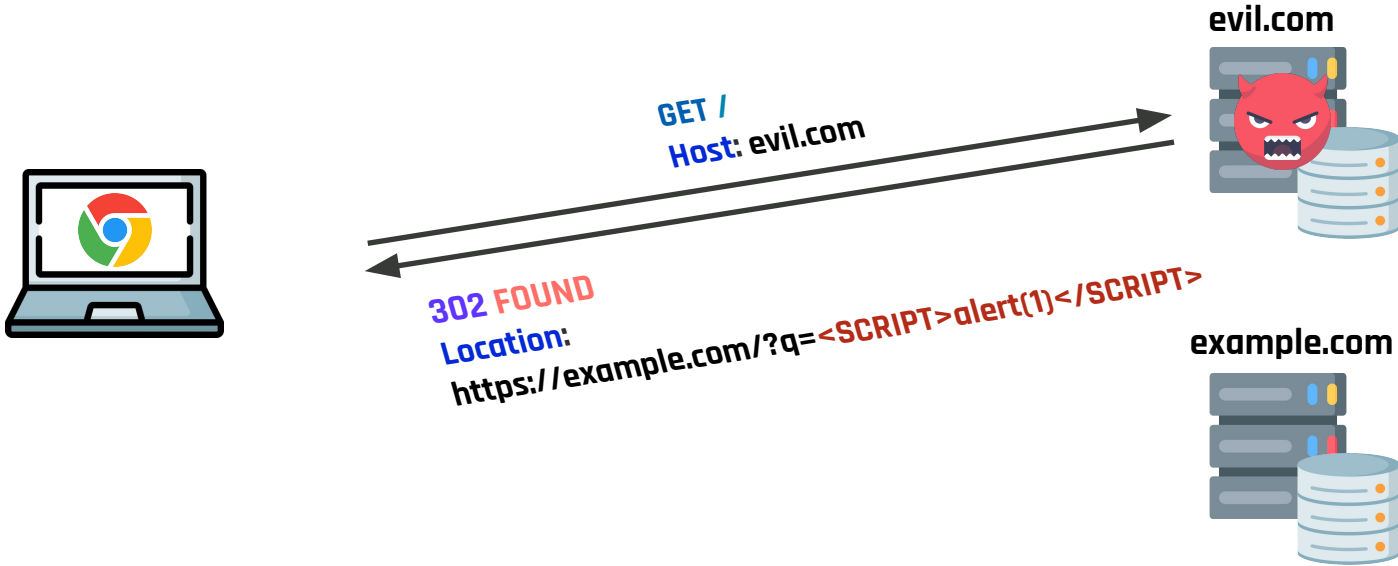 evil.com
GET /
Host: evil.com
302 FOUND
Location:
https://example.com/?q=<SCRIPT>alert(1)</SCRIPT>
example.com